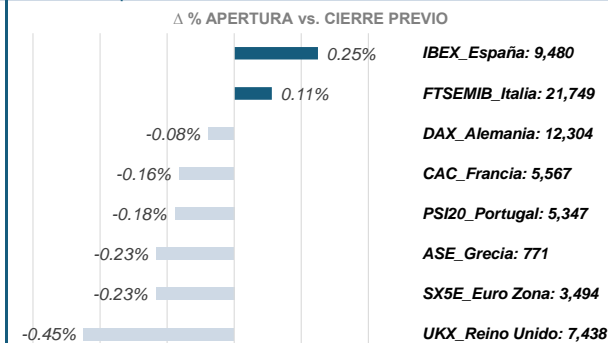 Δ % APERTURA vs. CIERRE PREVIO
0.25% IBEX_España: 9,480
0.11% FTSEMIB_Italia: 21,749
-0.08% DAX_Alemania: 12,304
-0.16% CAC_Francia: 5,567
-0.18% PSI20_Portugal: 5,347
-0.23% ASE_Grecia: 771
-0.23% SX5E_Euro Zona: 3,494
-0.45% UKX_Reino Unido: 7,438